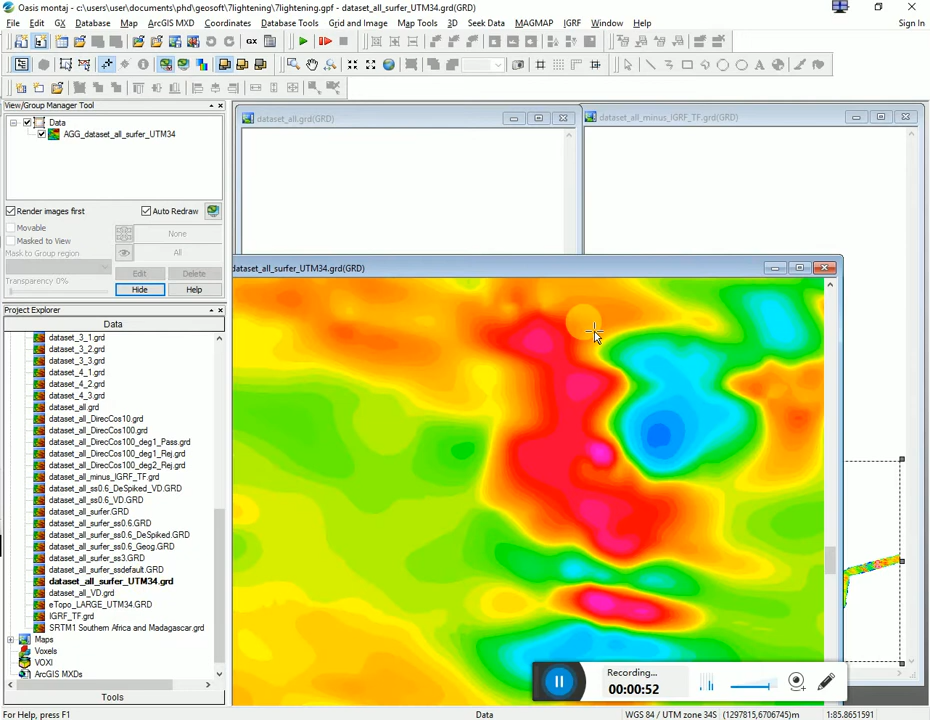 Oasis montaj - c:\users\user\documents\phd\geosoft\7lightening\7lightening.gpf - dataset_all_surfer_UTM34.grd(GRD)
File Edit GX Database Map ArcGIS MXD Coordinates Database Tools Grid and Image Map Tools 3D Seek Data MAGMAP IGRF Window Help
Sign In
GX
View/Group Manager Tool
Data
AGG_dataset_all_surfer_UTM34
Render images first
Auto Redraw
Movable
None
Masked to View
Mask to Group region
All
Transparency 0%
Edit Delete
Hide Help
Project Explorer
Data
dataset_3_1.grd
dataset_3_2.grd
dataset_3_3.grd
dataset_4_1.grd
dataset_4_2.grd
dataset_4_3.grd
dataset_all.grd
dataset_all_DirecCos10.grd
dataset_all_DirecCos100.grd
dataset_all_DirecCos100_deg1_Pass.grd
dataset_all_DirecCos100_deg1_Rej.grd
dataset_all_DirecCos100_deg2_Rej.grd
dataset_all_minus_IGRF_TF.grd
dataset_all_ss0.6_DeSpiked_VD.GRD
dataset_all_ss0.6_VD.GRD
dataset_all_surfer.GRD
dataset_all_surfer_ss0.6.GRD
dataset_all_surfer_ss0.6_DeSpiked.GRD
dataset_all_surfer_ss0.6_Geog.GRD
dataset_all_surfer_ss3.GRD
dataset_all_surfer_ssdefault.GRD
dataset_all_surfer_UTM34.grd
dataset_all_VD.grd
eTopo_LARGE_UTM34.GRD
IGRF_TF.grd
SRTM1 Southern Africa and Madagascar.grd
Maps
Voxels
VOXI
ArcGIS MXDs
Tools
dataset_all.grd(GRD)
dataset_all_minus_IGRF_TF.grd(GRD)
dataset_all_surfer_UTM34.grd(GRD)
Recording...
00:00:52
For Help, press F1
Data
WGS 84 / UTM zone 34S
(1297815,6706745)m
1:85.8651591